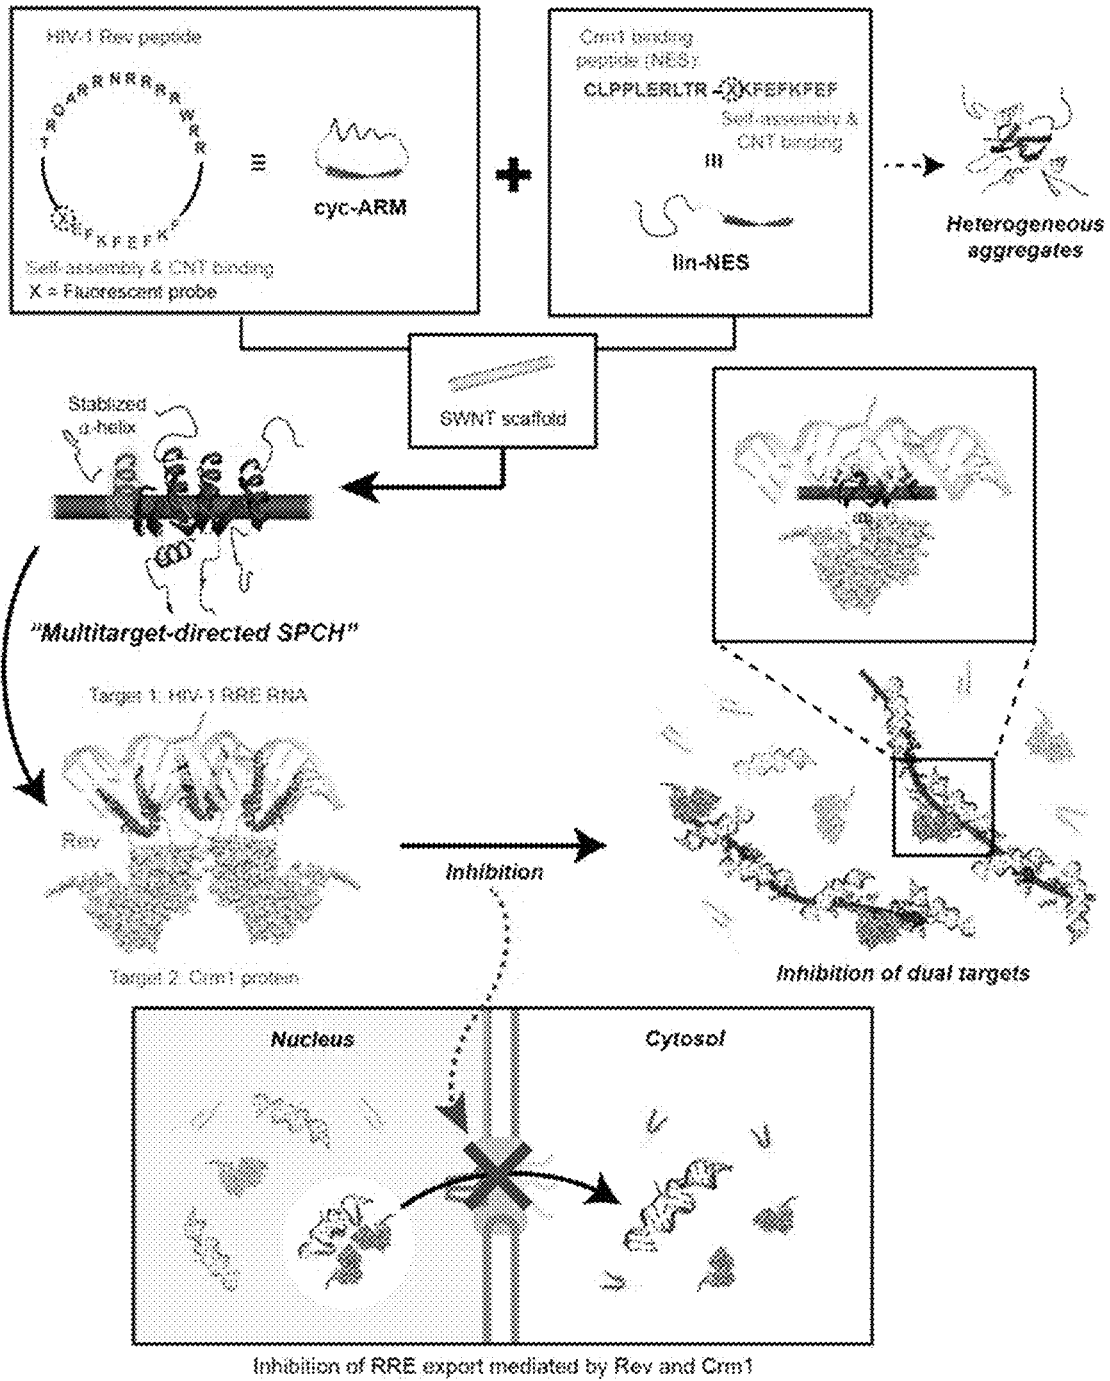 HIV-1 Rev peptide
TRQARRNRRRRWRR
X
EFKFEFKF
≡
cyc-ARM
Self-assembly & CNT binding
X = Fluorescent probe
+
Crm1 binding
peptide (NES):
CLPPLERLTR –XKFEFKFEF
Self-assembly &
CNT binding
lin-NES
Heterogeneous
aggregates
SWNT scaffold
Stablized
α-helix
"Multitarget-directed SPCH"
Target 1: HIV-1 RRE RNA
Rev
Target 2: Crm1 protein
Inhibition
Inhibition of dual targets
Nucleus
Cytosol
Inhibition of RRE export mediated by Rev and Crm1